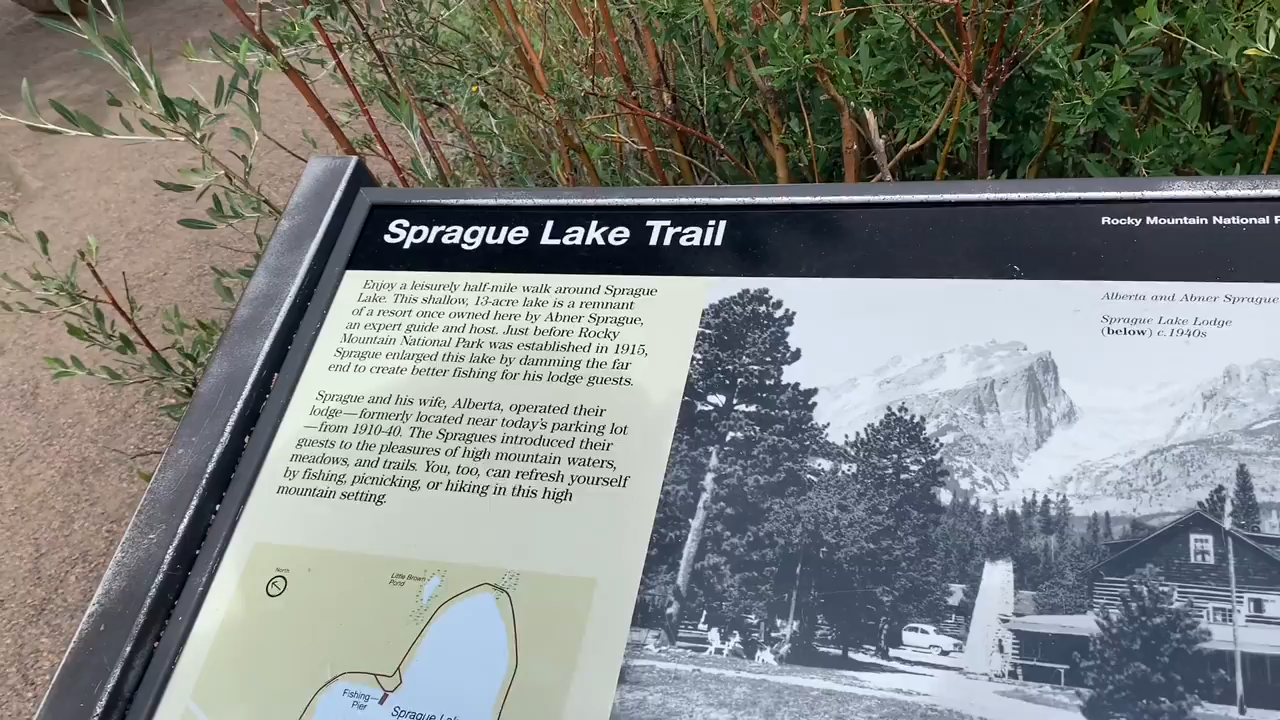 Sprague Lake Trail
Rocky Mountain National
Enjoy a leisurely half-mile walk around Sprague
Lake. This shallow, 13-acre lake is a remnant
of a resort once owned here by Abner Sprague,
an expert guide and host. Just before Rocky
Mountain National Park was established in 1915,
Sprague enlarged this lake by damming the far
end to create better fishing for his lodge guests.
Sprague and his wife, Alberta, operated their
lodge—formerly located near today's parking lot
—from 1910-40. The Spragues introduced their
guests to the pleasures of high mountain waters,
meadows, and trails. You, too, can refresh yourself
by fishing, picnicking, or hiking in this high
mountain setting.
Alberta and Abner Sprague
Sprague Lake Lodge
(below) c.1940s
North
Little Brown
Pond
Fishing
Pier
Sprague